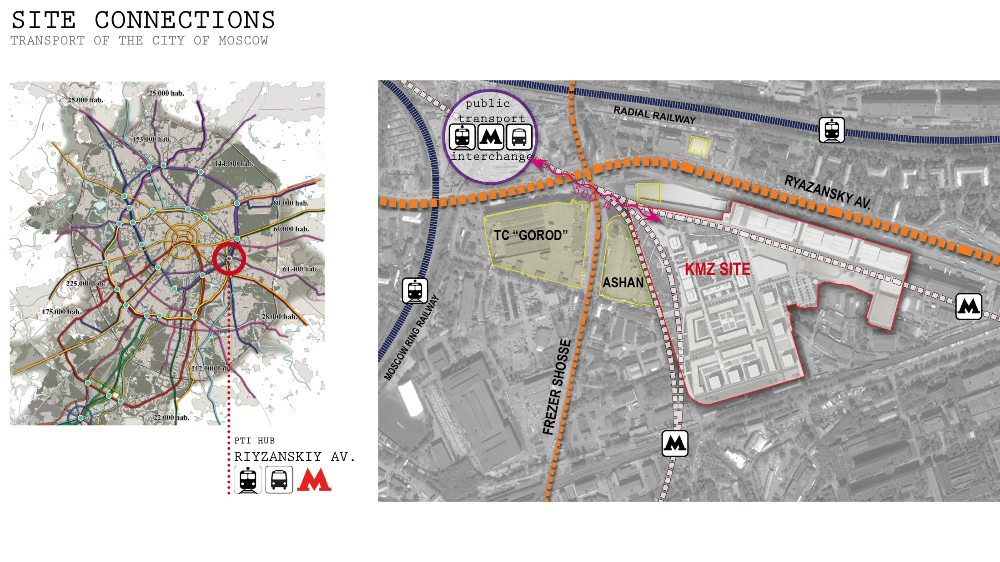 SITE CONNECTIONS
TRANSPORT OF THE CITY OF MOSCOW
25.000 hab.
25.000 hab.
453.000 hab.
144.000 hab.
60.000 hab.
60.000 hab.
61.400 hab.
225.000 hab.
175.000 hab.
28.000 hab.
212.000 hab.
22.000 hab.
PTI HUB
RIYZANSKIY AV.
public
transport
interchange
RADIAL RAILWAY
RYAZANSKY AV.
500 m
TC “GOROD”
ASHAN
KMZ SITE
MOSCOW RING RAILWAY
FREZER SHOSSE